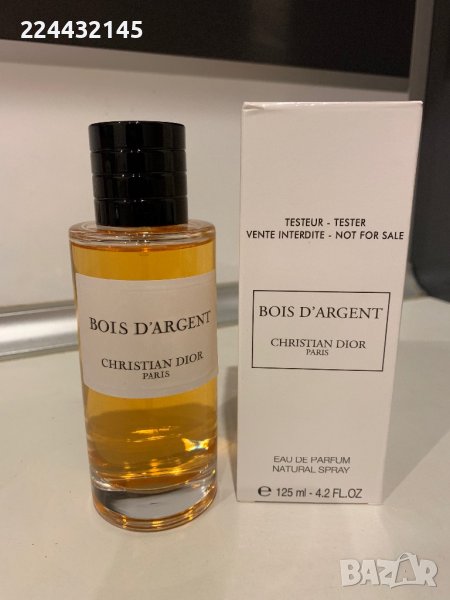 224432145
BOIS D'ARGENT
CHRISTIAN DIOR
PARIS
TESTEUR - TESTER
VENTE INTERDITE - NOT FOR SALE
BOIS D'ARGENT
CHRISTIAN DIOR
PARIS
EAU DE PARFUM
NATURAL SPRAY
℮ 125 ml - 4.2 FL.OZ
BAZAR